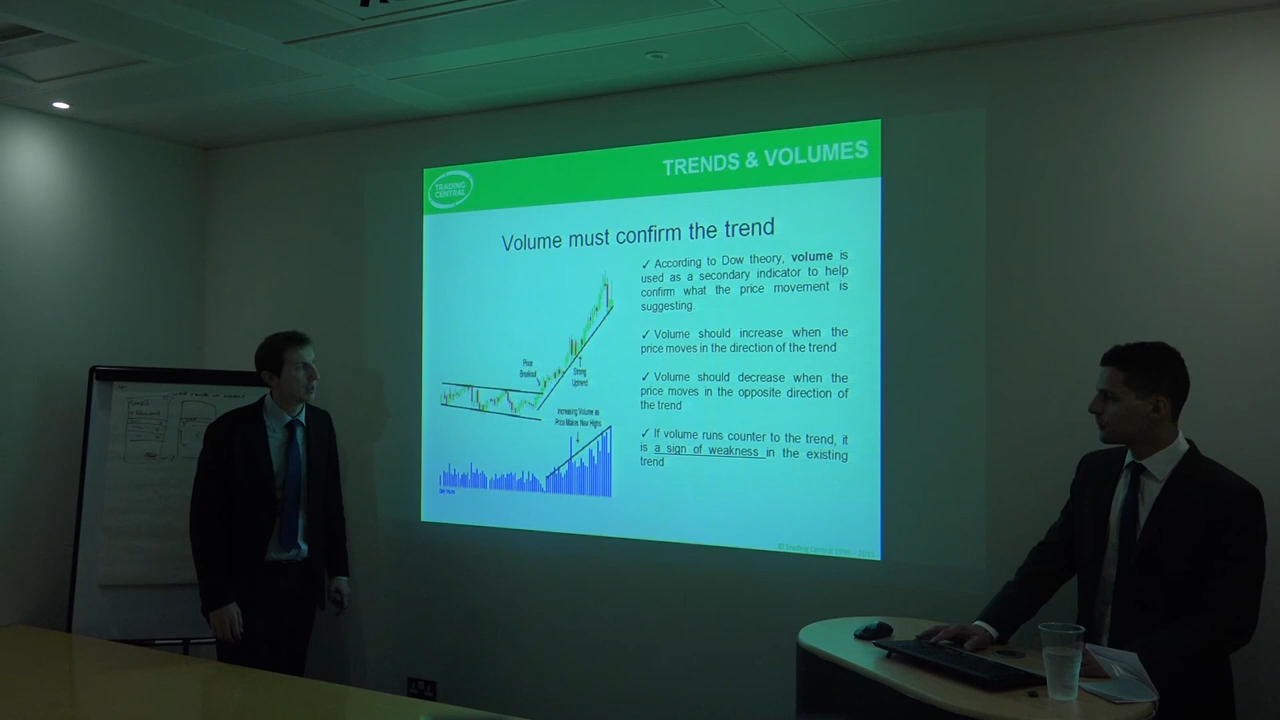 TRENDS & VOLUMES
TRADING
CENTRAL
Volume must confirm the trend
✓ According to Dow theory, volume is
used as a secondary indicator to help
confirm what the price movement is
suggesting.
✓ Volume should increase when the
price moves in the direction of the trend
✓ Volume should decrease when the
price moves in the opposite direction of
the trend
✓ If volume runs counter to the trend, it
is a sign of weakness in the existing
trend
Price
Breakout
Strong
Uptrend
Increasing Volume as
Price Makes New Highs
Daily Volume